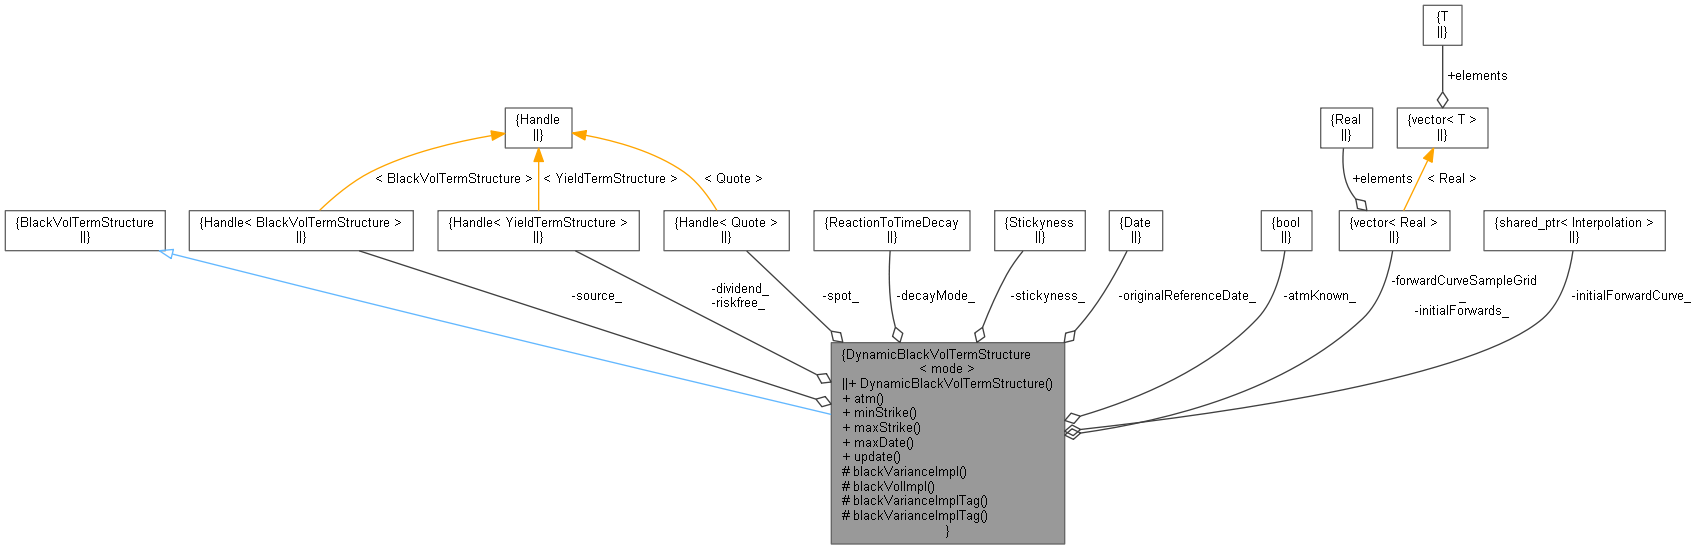 {T
||}
+elements
{Handle
||}
{Real
||}
{vector< T >
||}
< BlackVolTermStructure >
< YieldTermStructure >
< Quote >
+elements
< Real >
{BlackVolTermStructure
||}
{Handle< BlackVolTermStructure >
||}
{Handle< YieldTermStructure >
||}
{Handle< Quote >
||}
{ReactionToTimeDecay
||}
{Stickyness
||}
{Date
||}
{bool
||}
{vector< Real >
||}
{shared_ptr< Interpolation >
||}
-source_
-dividend_
-riskfree_
-spot_
-decayMode_
-stickyness_
-originalReferenceDate_
-atmKnown_
-forwardCurveSampleGrid
_
-initialForwards_
-initialForwardCurve_
{DynamicBlackVolTermStructure
< mode >
||+ DynamicBlackVolTermStructure()
+ atm()
+ minStrike()
+ maxStrike()
+ maxDate()
+ update()
# blackVarianceImpl()
# blackVolImpl()
# blackVarianceImplTag()
# blackVarianceImplTag()
}